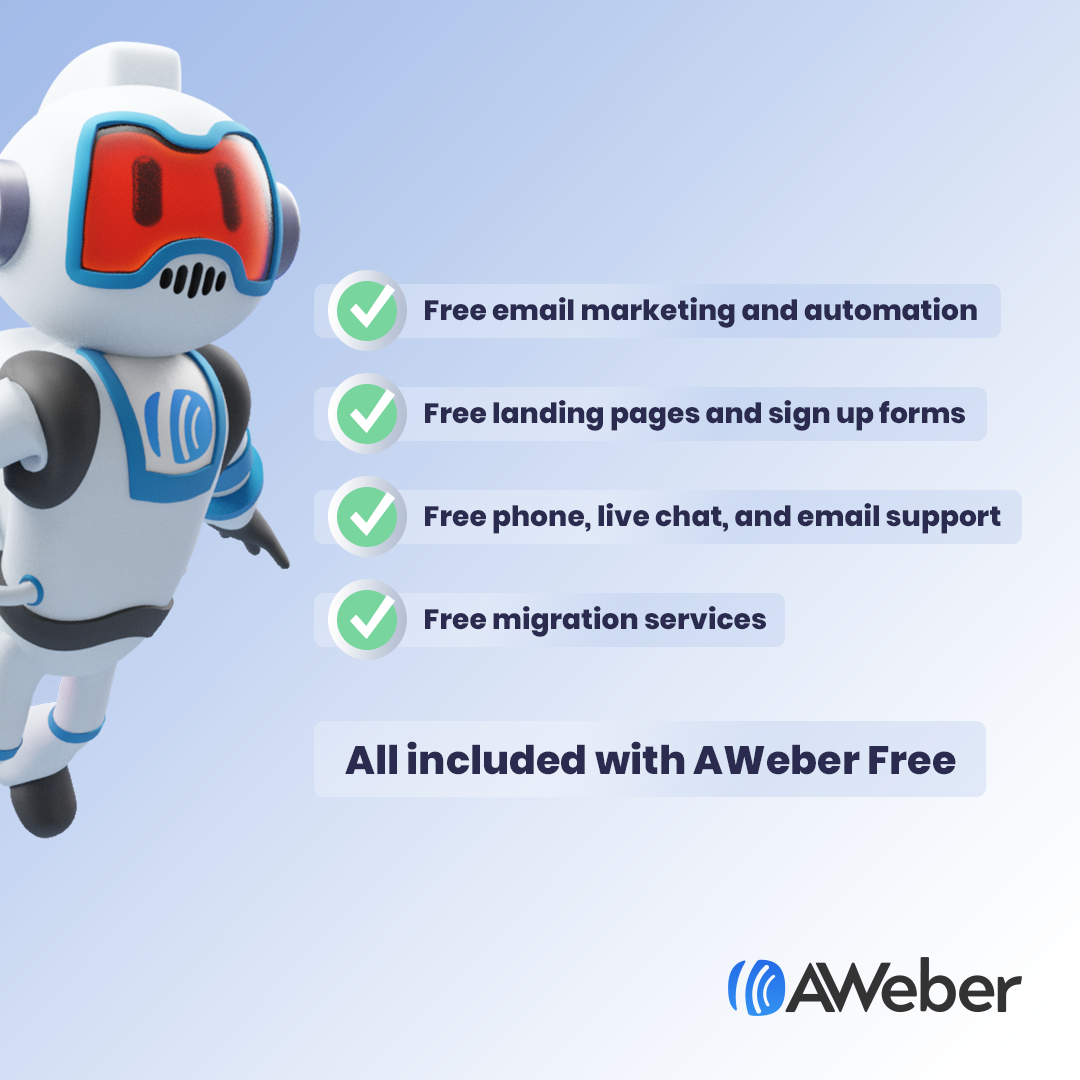 Free email marketing and automation
Free landing pages and sign up forms
Free phone, live chat, and email support
Free migration services
All included with AWeber Free
AWeber